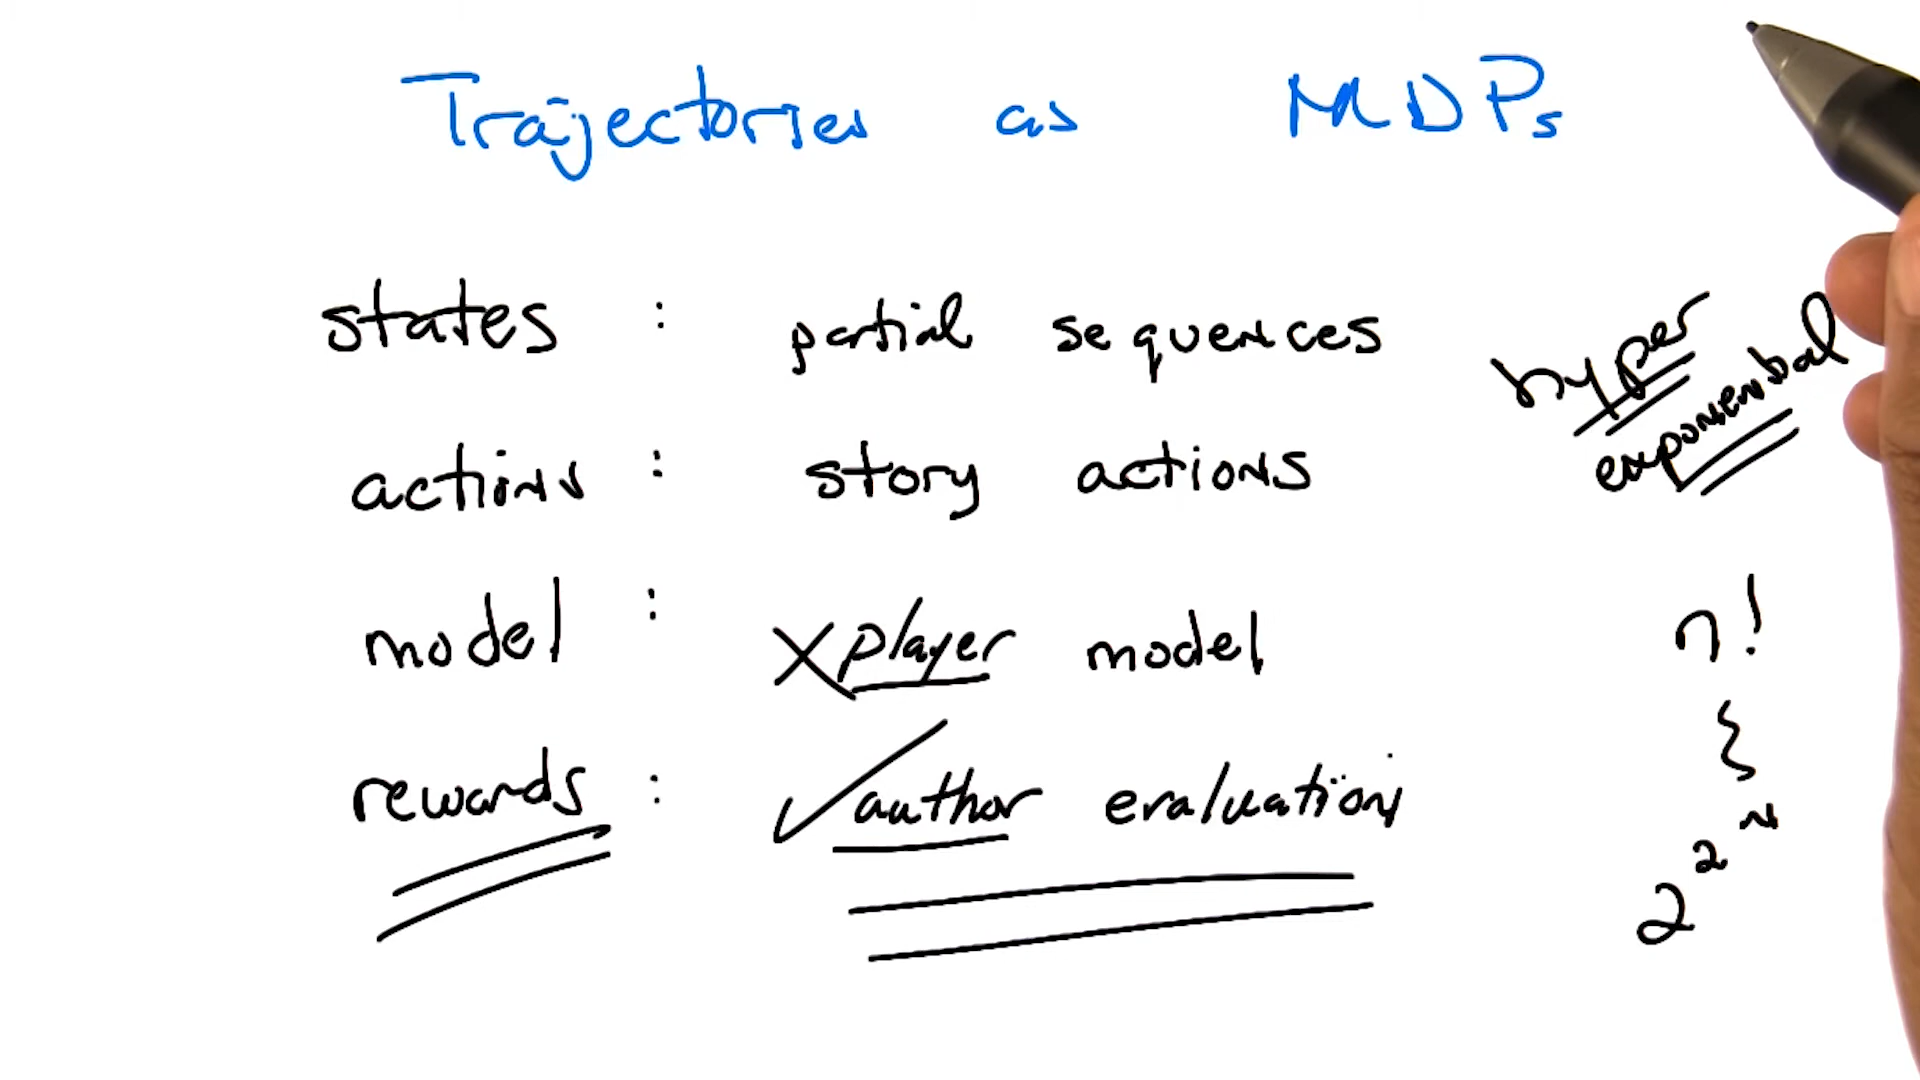 Trajectories as MDPs
states : partial sequences
hyper
exponential
actions : story actions
model : X player model
n!
rewards : ✓ author evaluation
2^2^n